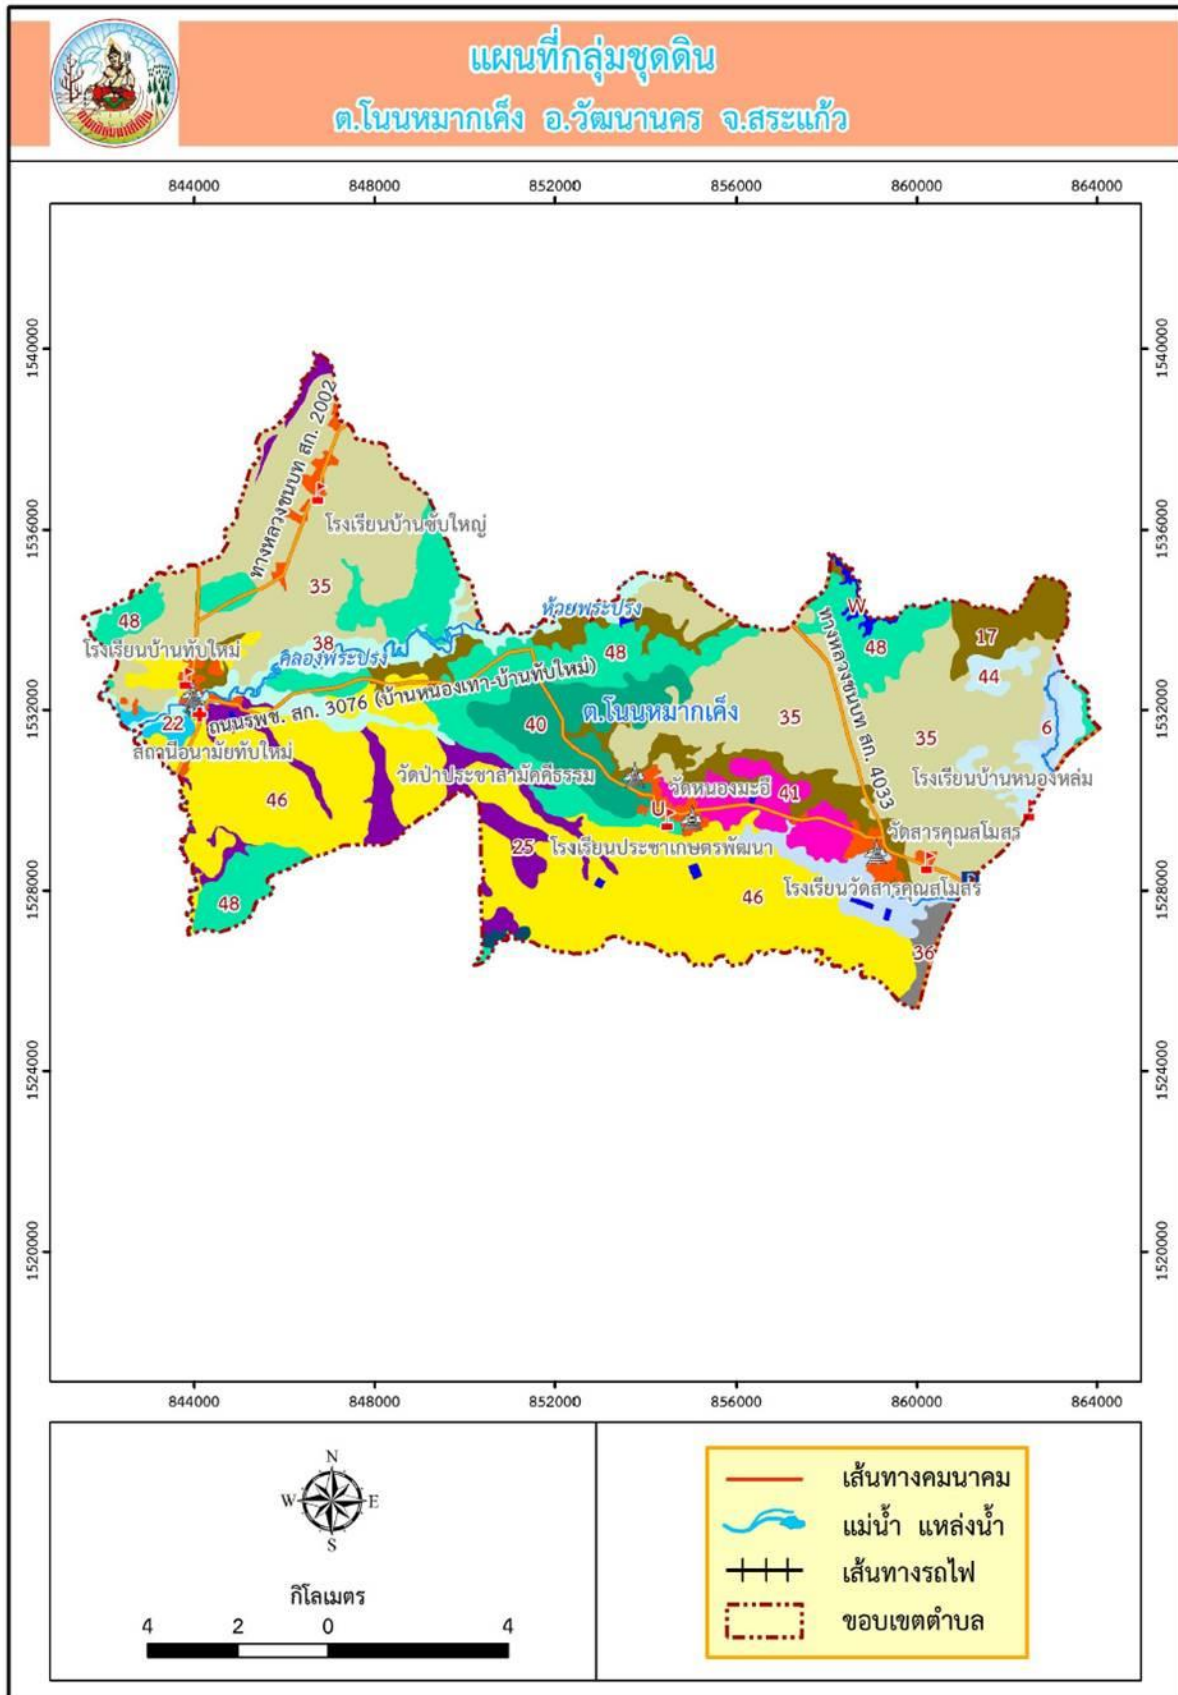 แผนที่กลุ่มชุดดิน
ต.โนนหมากเค็ง อ.วัฒนานคร จ.สระแก้ว
844000 848000 852000 856000 860000 864000
1540000
1540000
ทางหลวงชนบท สก. 2002
1536000
1536000
โรงเรียนบ้านซับใหญ่
35
W
48
ห้วยพระปรง
17
38
48
48
โรงเรียนบ้านทับใหม่
คลองพระปรง
44
ถนนรพช. สก. 3076 (บ้านหนองเทา-บ้านทับใหม่)
ทางหลวงชนบท สก. 4033
1532000
1532000
22
40
ต.โนนหมากเค็ง
35
35
6
สถานีอนามัยทับใหม่
วัดป่าประชาสามัคคีธรรม
โรงเรียนบ้านหนองหล่ม
46
U
วัดหนองมะอึ
41
25
โรงเรียนประชาเกษตรพัฒนา
วัดสารคุณสโมสร
1528000
1528000
48
46
โรงเรียนวัดสารคุณสโมสร
36
1524000
1524000
1520000
1520000
844000 848000 852000 856000 860000 864000
N
W E
S
กิโลเมตร
4 2 0 4
เส้นทางคมนาคม
แม่น้ำ แหล่งน้ำ
เส้นทางรถไฟ
ขอบเขตตำบล